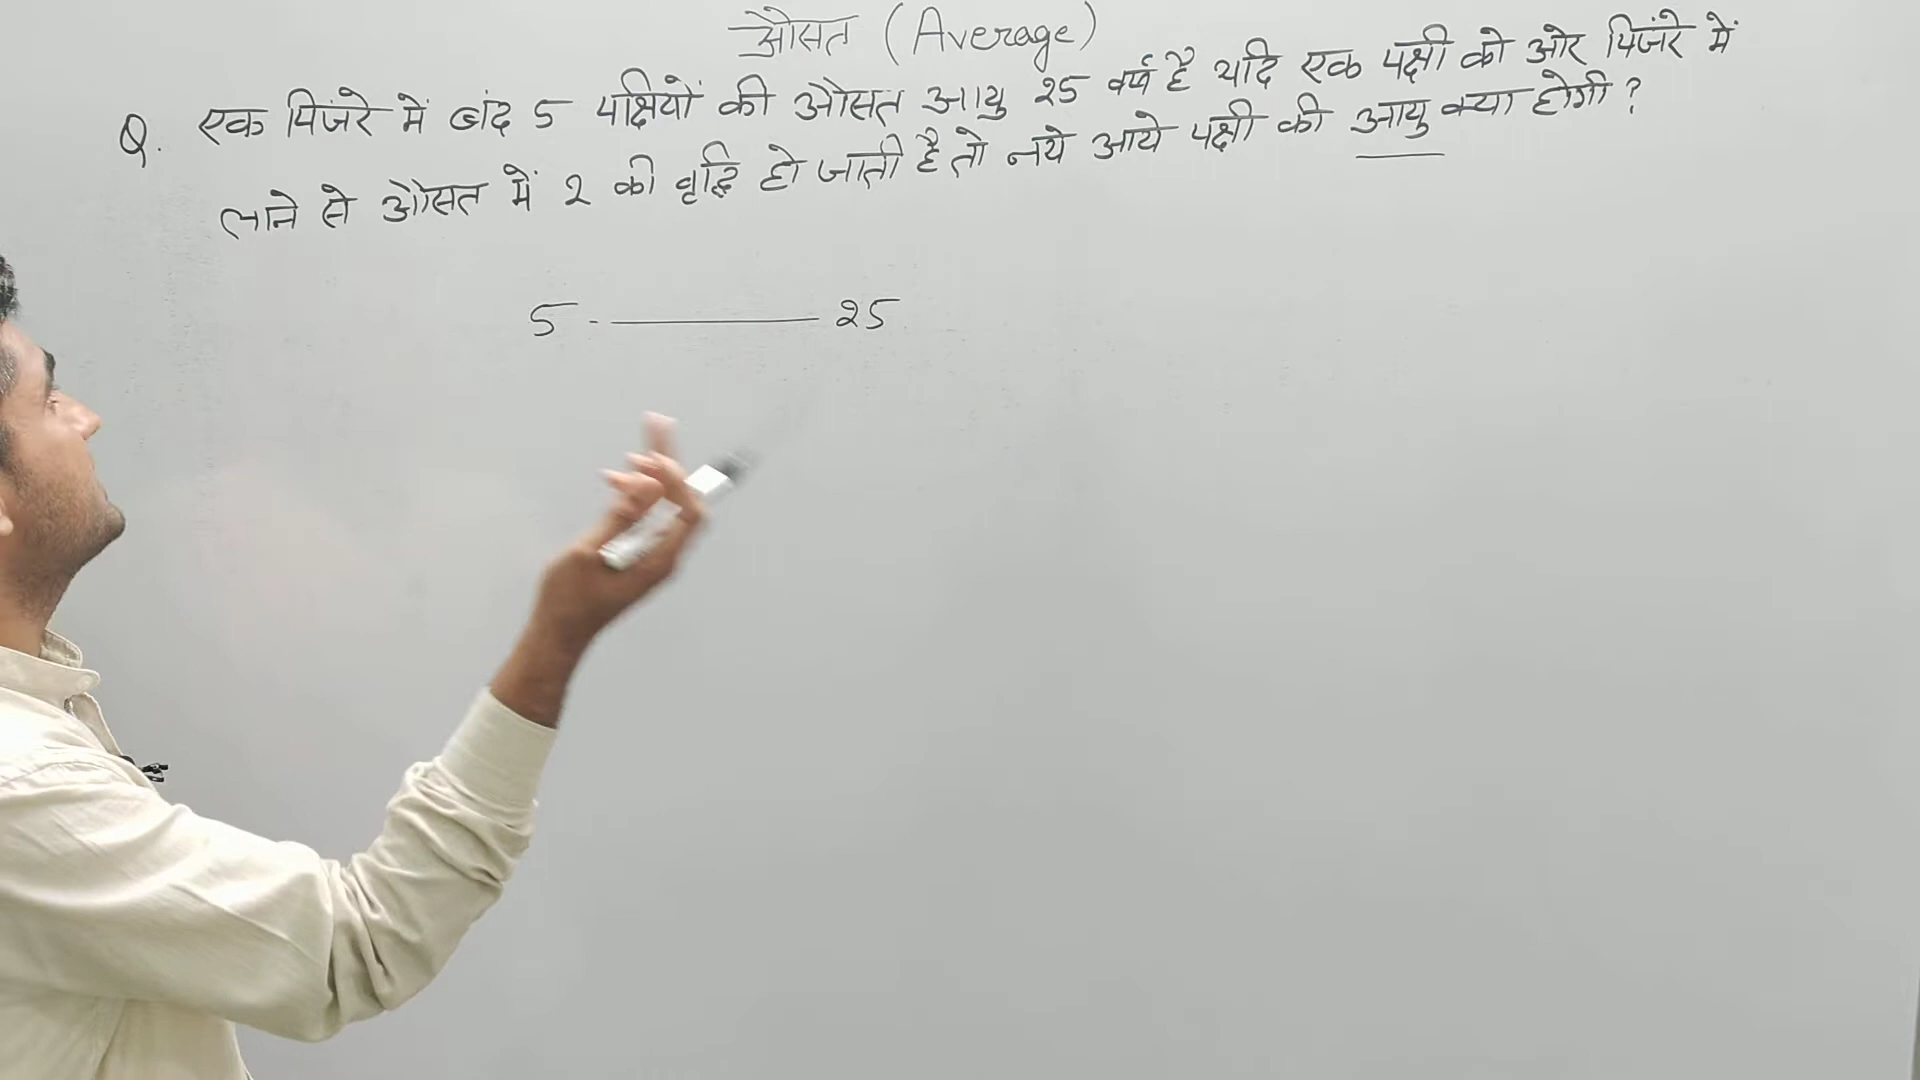 औसत (Average)
Q. एक पिंजरे में बंद 5 पक्षियों की औसत आयु 25 वर्ष है यदि एक पक्षी को ओर पिंजरे में
लाने से औसत में 2 की वृद्धि हो जाती है तो नये आये पक्षी की आयु क्या होगी ?
5 - ——— 25